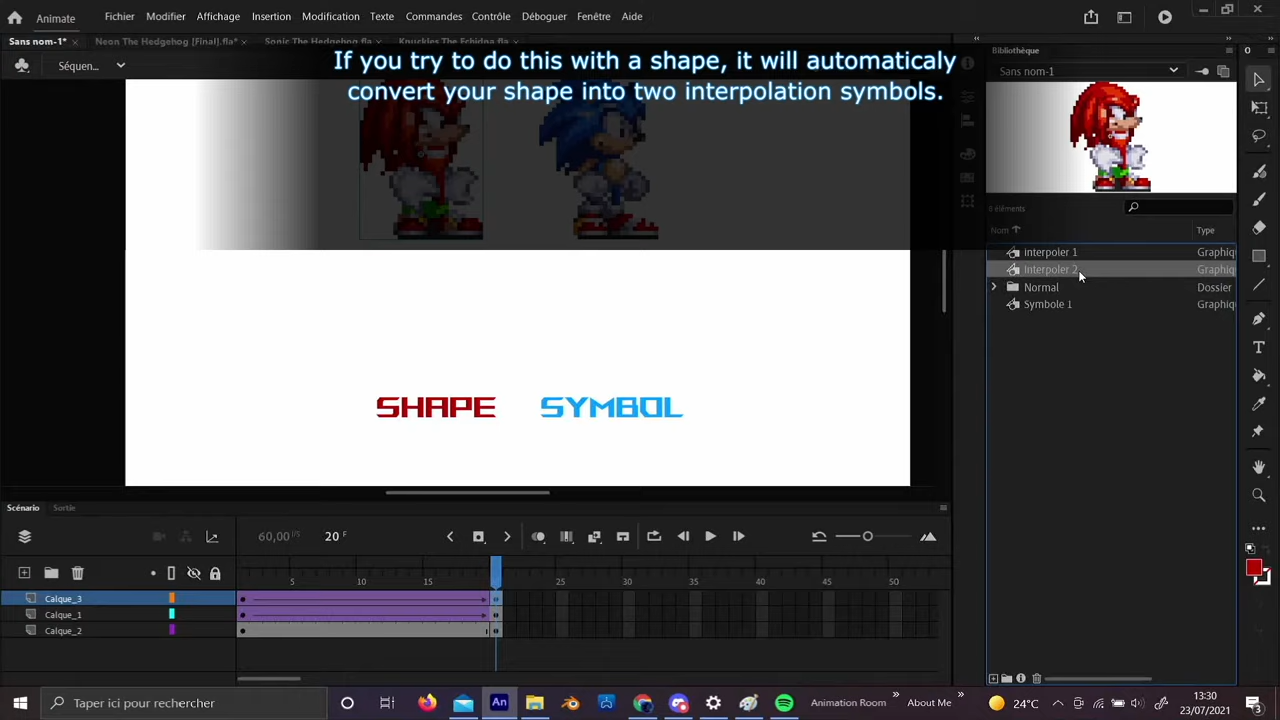 Animate
Fichier Modifier Affichage Insertion Modification Texte Commandes Contrôle Déboguer Fenêtre Aide
Sans nom-1* × Neon The Hedgehog [Final].fla* × Sonic The Hedgehog.fla × Knuckles The Echidna.fla ×
Séquen...
If you try to do this with a shape, it will automaticaly
convert your shape into two interpolation symbols.
SHAPE SYMBOL
Bibliothèque
Sans nom-1
8 éléments
Nom Type
interpoler 1 Graphiq
Interpoler 2 Graphiq
Normal Dossier
Symbole 1 Graphiq
Scénario Sortie
60,00 I/S 20 F
5 10 15 25 30 35 40 45 50
Calque_3
Calque_1
Calque_2
Taper ici pour rechercher
An
Animation Room » About Me » 24°C 13:30
23/07/2021